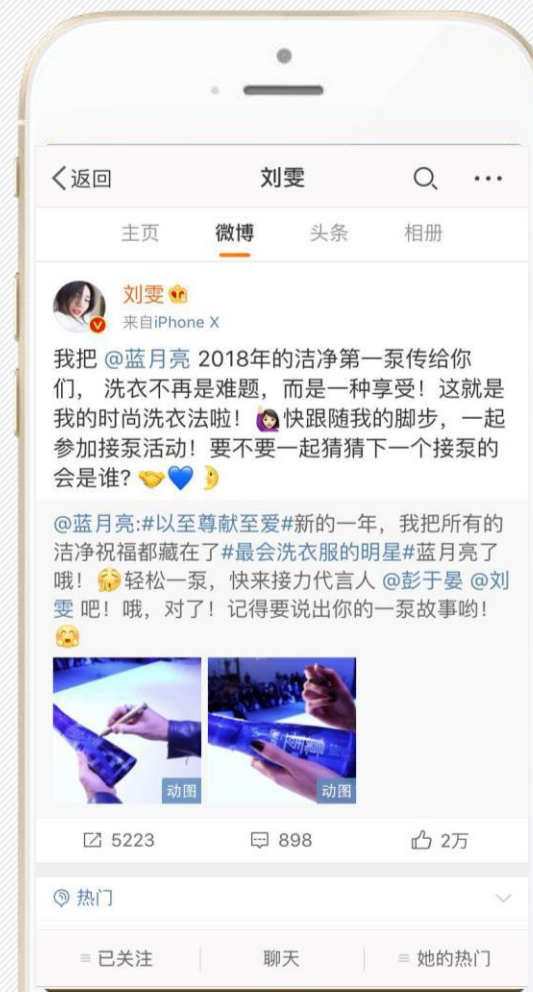 返回
刘雯
主页
微博
头条
相册
刘雯
来自iPhone X
我把 @蓝月亮 2018年的洁净第一泵传给你
们， 洗衣不再是难题，而是一种享受！这就是
我的时尚洗衣法啦！快跟随我的脚步，一起
参加接泵活动！要不要一起猜猜下一个接泵的
会是谁?
@蓝月亮:#以至尊献至爱#新的一年，我把所有的
洁净祝福都藏在了#最会洗衣服的明星#蓝月亮了
哦！轻松一泵，快来接力代言人 @彭于晏 @刘
雯 吧！哦，对了！记得要说出你的一泵故事哟！
动图
动图
5223
898
2万
热门
已关注
聊天
她的热门